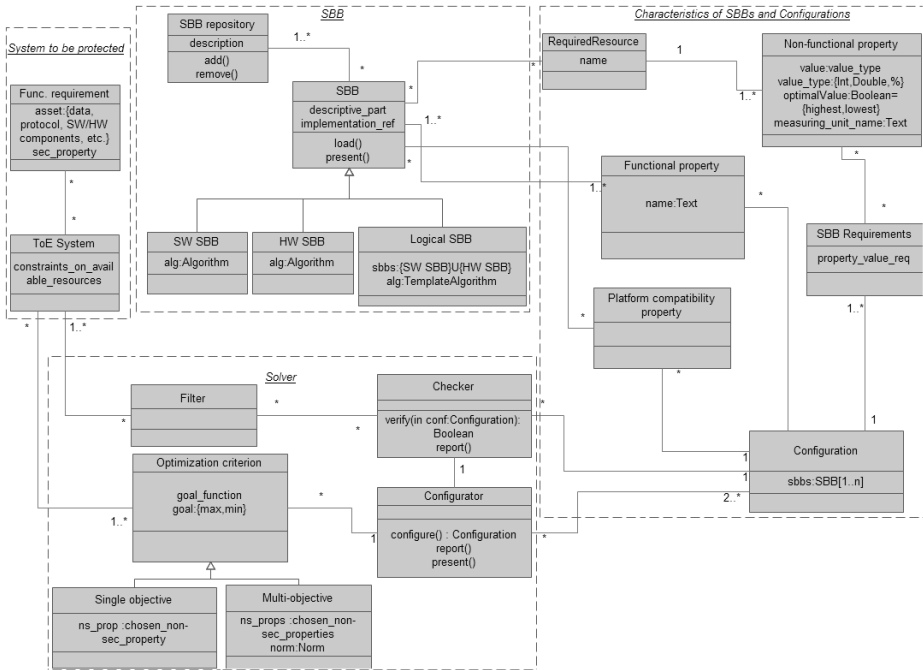 System to be protected
Func. requirement
asset:{data,
protocol, SW/HW
components, etc.}
sec_property
*
*
ToE System
constraints_on_avail
able_resources
*
1..*
SBB
SBB repository
description
add()
remove()
1..*
*
SBB
descriptive_part
implementation_ref
load()
present()
*
1..*
*
SW SBB
alg:Algorithm
HW SBB
alg:Algorithm
Logical SBB
sbbs:{SW SBB}U{HW SBB}
alg:TemplateAlgorithm
Characteristics of SBBs and Configurations
RequiredResource
name
*
1
1..*
Non-functional property
value:value_type
value_type:{Int,Double,%}
optimalValue:Boolean=
{highest,lowest}
measuring_unit_name:Text
*
*
Functional property
name:Text
1..*
*
SBB Requirements
property_value_req
1..*
1
Platform compatibility
property
*
*
Configuration
sbbs:SBB[1..n]
1
1
2..*
Solver
Filter
*
*
Checker
verify(in conf:Configuration):
Boolean
report()
*
*
1
Optimization criterion
goal_function
goal:{max,min}
1..*
*
Configurator
configure() : Configuration
report()
present()
1
*
Single objective
ns_prop :chosen_non-
sec_property
Multi-objective
ns_props :chosen_non-
sec_properties
norm:Norm